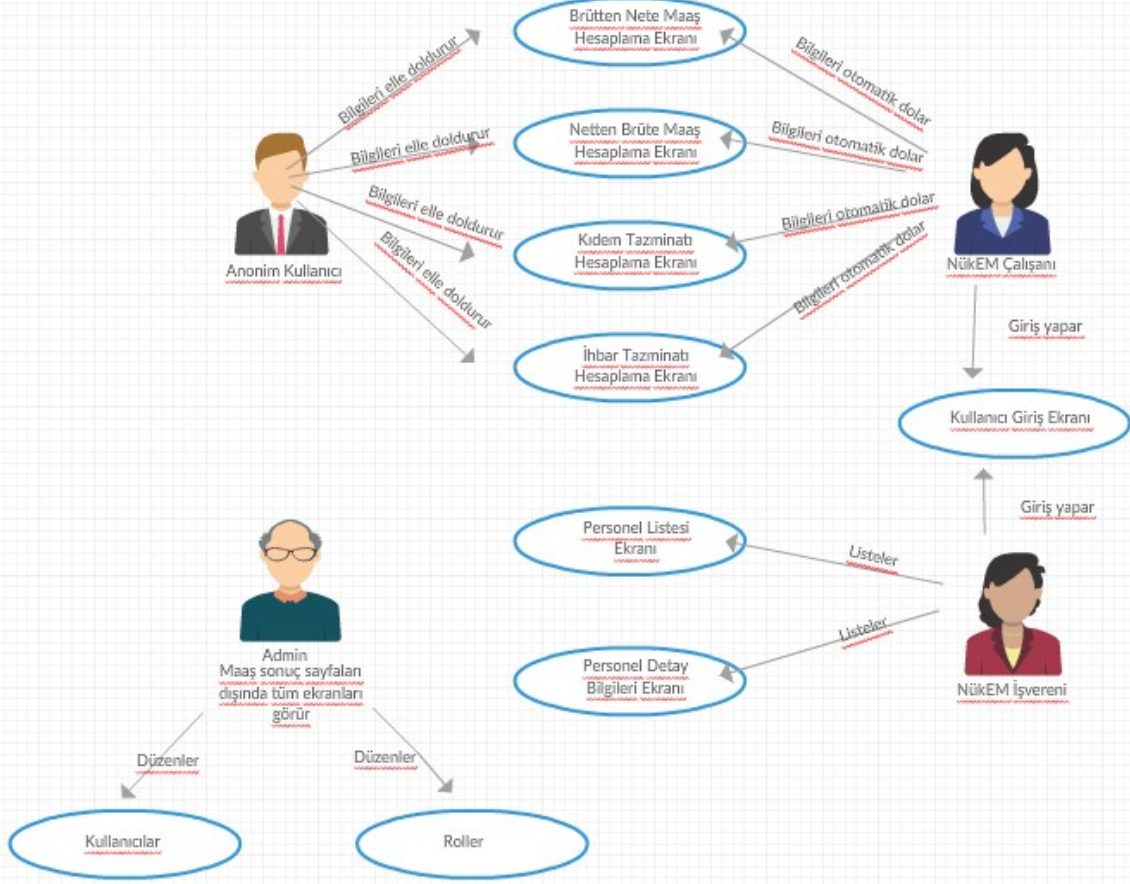 Brütten Nete Maaş
Hesaplama Ekranı
Bilgileri elle doldurur
Bilgileri otomatik dolar
Netten Brüte Maaş
Hesaplama Ekranı
Bilgileri elle doldurur
Bilgileri otomatik dolar
Bilgileri elle doldurur
Bilgileri otomatik dolar
Kıdem Tazminatı
Hesaplama Ekranı
Anonim Kullanıcı
NükEM Çalışanı
Bilgileri elle doldurur
Bilgileri otomatik dolar
Giriş yapar
İhbar Tazminatı
Hesaplama Ekranı
Kullanıcı Giriş Ekranı
Giriş yapar
Personel Listesi
Ekranı
Listeler
Listeler
Admin
Maaş sonuç sayfaları
dışında tüm ekranları
görür
Personel Detay
Bilgileri Ekranı
NükEM İşvereni
Düzenler
Düzenler
Kullanıcılar
Roller